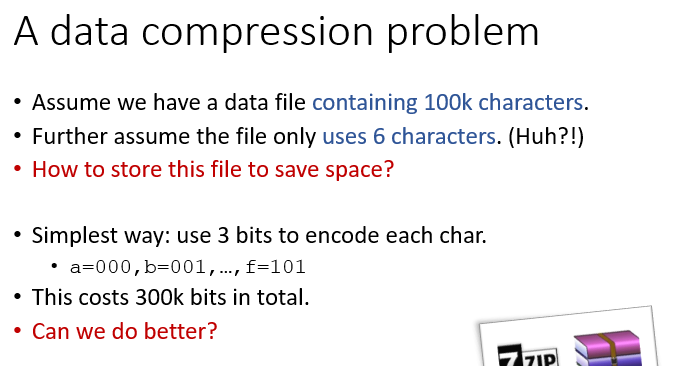 A data compression problem
• Assume we have a data file containing 100k characters.
• Further assume the file only uses 6 characters. (Huh?!)
• How to store this file to save space?
• Simplest way: use 3 bits to encode each char.
• a=000,b=001,…,f=101
• This costs 300k bits in total.
• Can we do better?
7ZIP